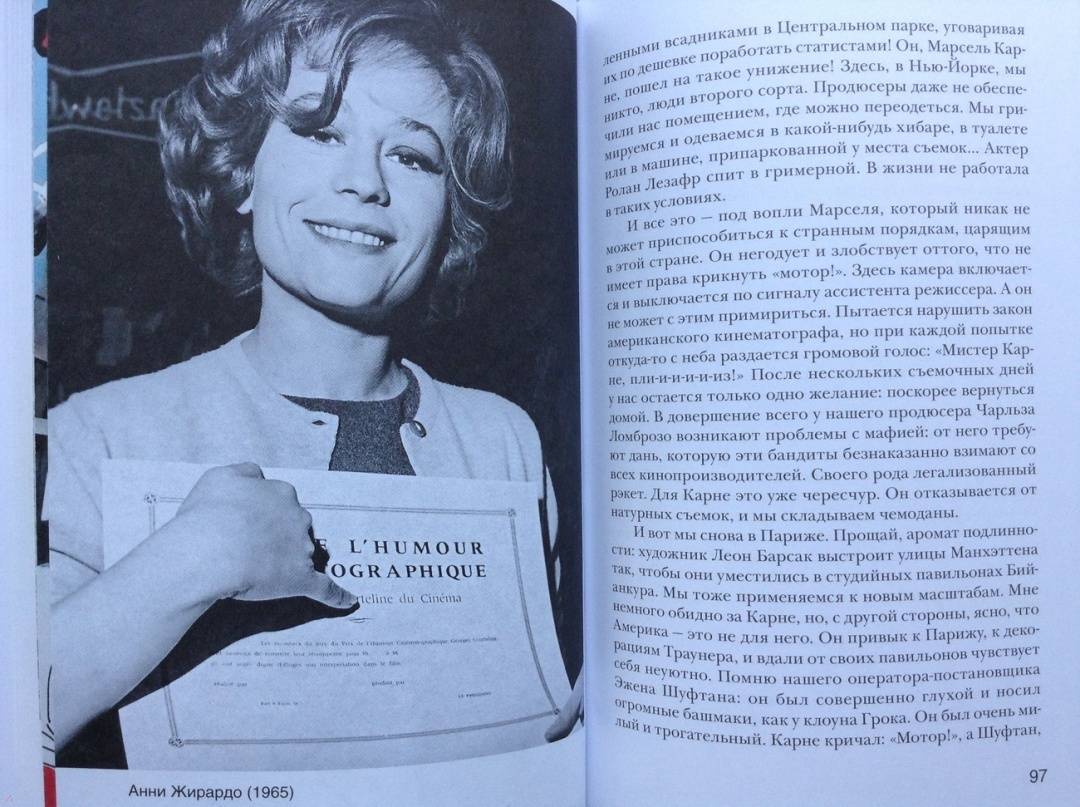 E L'HUMOUR
OGRAPHIQUE
rteline du Cinéma
Анни Жирардо (1965)
ленными всадниками в Центральном парке, уговаривая
их по дешевке поработать статистами! Он, Марсель Кар-
не, пошел на такое унижение! Здесь, в Нью-Йорке, мы
никто, люди второго сорта. Продюсеры даже не обеспе-
чили нас помещением, где можно переодеться. Мы гри-
мируемся и одеваемся в какой-нибудь хибаре, в туалете
или в машине, припаркованной у места съемок... Актер
Ролан Лезафр спит в гримерной. В жизни не работала
в таких условиях.
И все это — под вопли Марселя, который никак не
может приспособиться к странным порядкам, царящим
в этой стране. Он негодует и злобствует оттого, что не
имеет права крикнуть «мотор!». Здесь камера включает-
ся и выключается по сигналу ассистента режиссера. А он
не может с этим примириться. Пытается нарушить закон
американского кинематографа, но при каждой попытке
откуда-то с неба раздается громовой голос: «Мистер Кар-
не, пли-и-и-и-из!» После нескольких съемочных дней
у нас остается только одно желание: поскорее вернуться
домой. В довершение всего у нашего продюсера Чарльза
Ломброзо возникают проблемы с мафией: от него требу-
ют дань, которую эти бандиты безнаказанно взимают со
всех кинопроизводителей. Своего рода легализованный
рэкет. Для Карне это уже чересчур. Он отказывается от
натурных съемок, и мы складываем чемоданы.
И вот мы снова в Париже. Прощай, аромат подлинно-
сти: художник Леон Барсак выстроит улицы Манхэттена
так, чтобы они уместились в студийных павильонах Бий-
анкура. Мы тоже применяемся к новым масштабам. Мне
немного обидно за Карне, но, с другой стороны, ясно, что
Америка — это не для него. Он привык к Парижу, к деко-
рациям Траунера, и вдали от своих павильонов чувствует
себя неуютно. Помню нашего оператора-постановщика
Эжена Шуфтана: он был совершенно глухой и носил
огромные башмаки, как у клоуна Грока. Он был очень ми-
лый и трогательный. Карне кричал: «Мотор!», а Шуфтан,
97